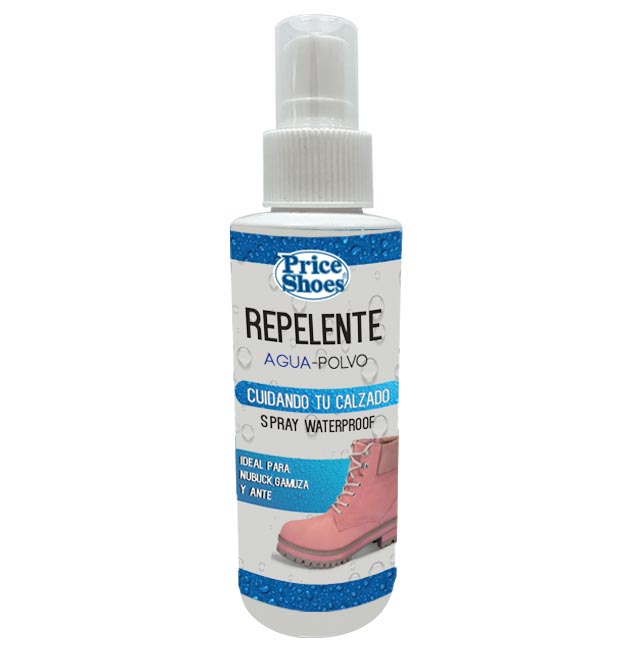 Price
Shoes®
REPELENTE
AGUA-POLVO
CUIDANDO TU CALZADO
SPRAY WATERPROOF
IDEAL PARA:
NUBUCK,GAMUZA
Y ANTE